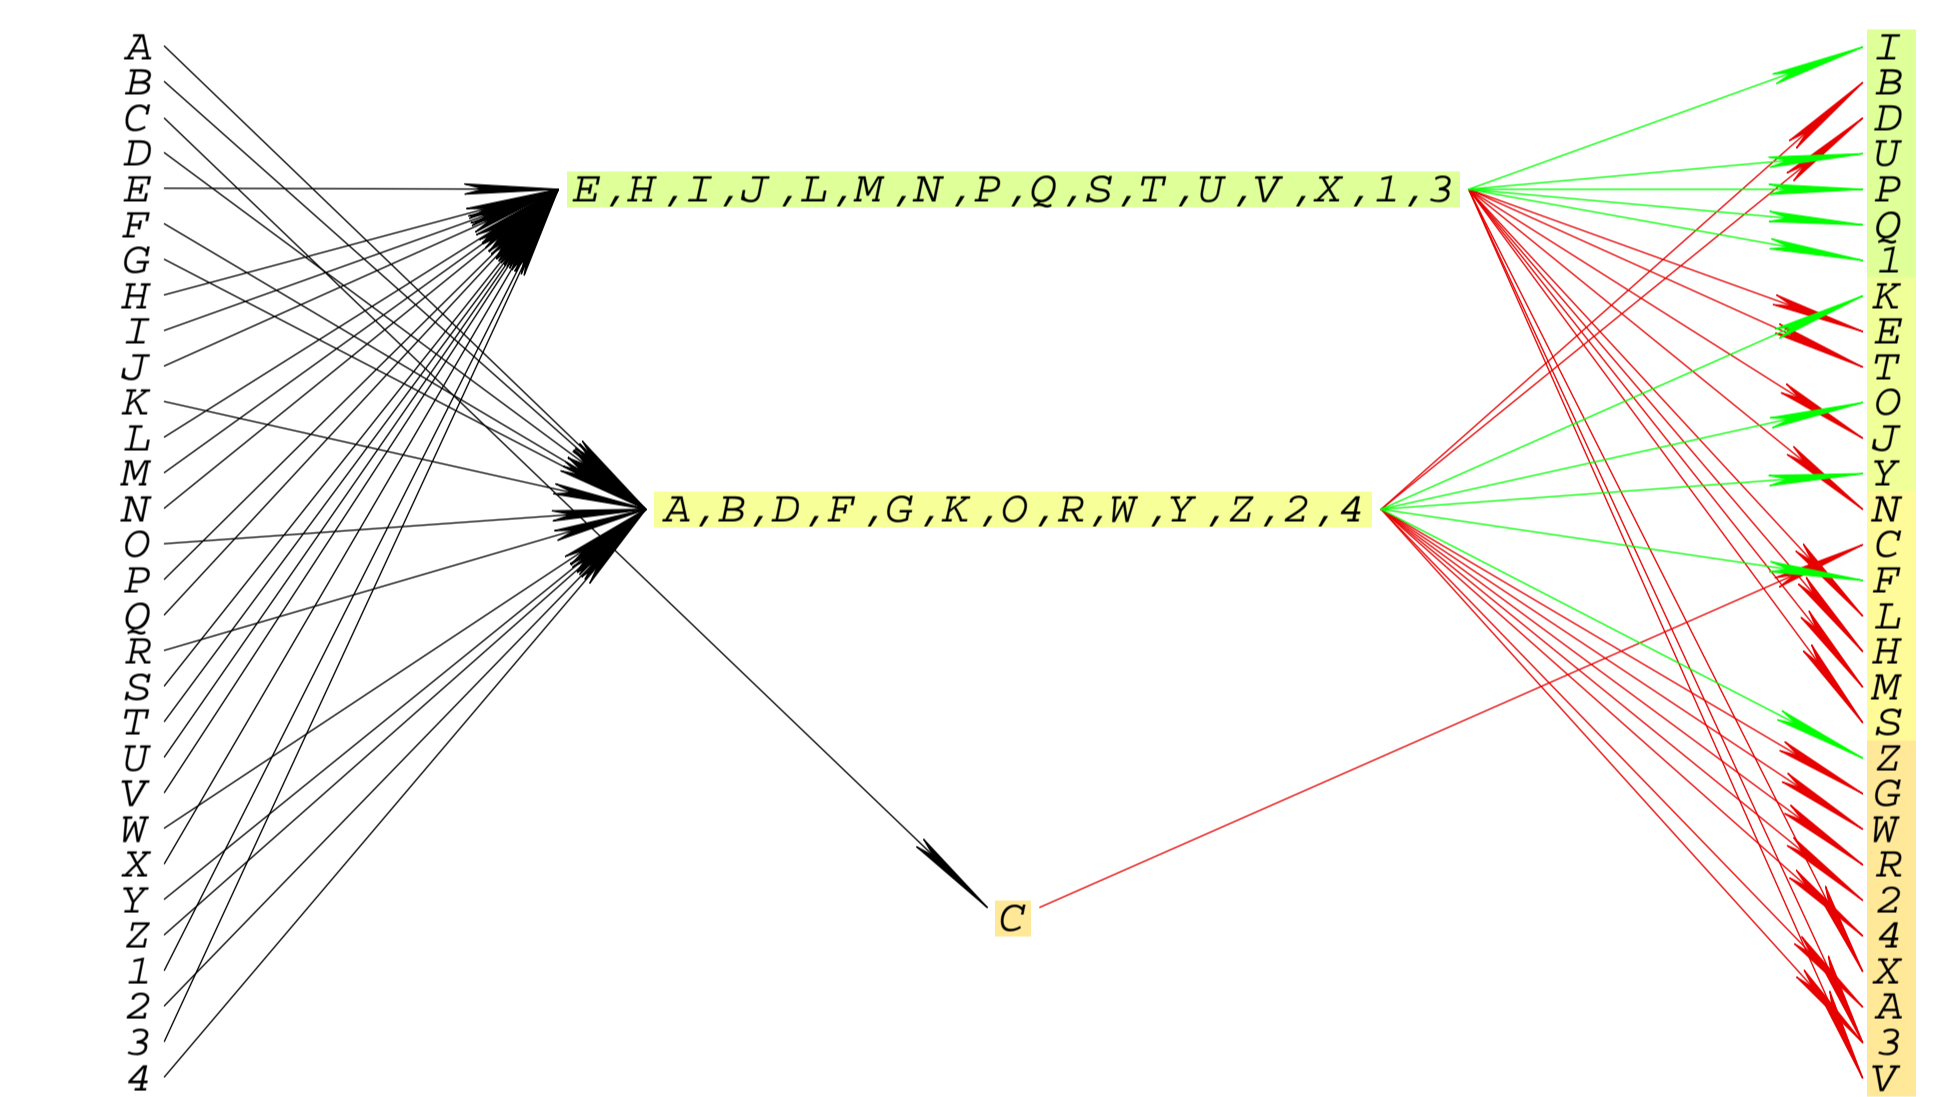 A
B
C
D
E
F
G
H
I
J
K
L
M
N
O
P
Q
R
S
T
U
V
W
X
Y
Z
1
2
3
4
E,H,I,J,L,M,N,P,Q,S,T,U,V,X,1,3
A,B,D,F,G,K,O,R,W,Y,Z,2,4
C
I
B
D
U
P
Q
1
K
E
T
O
J
Y
N
C
F
L
H
M
S
Z
G
W
R
2
4
X
A
3
V